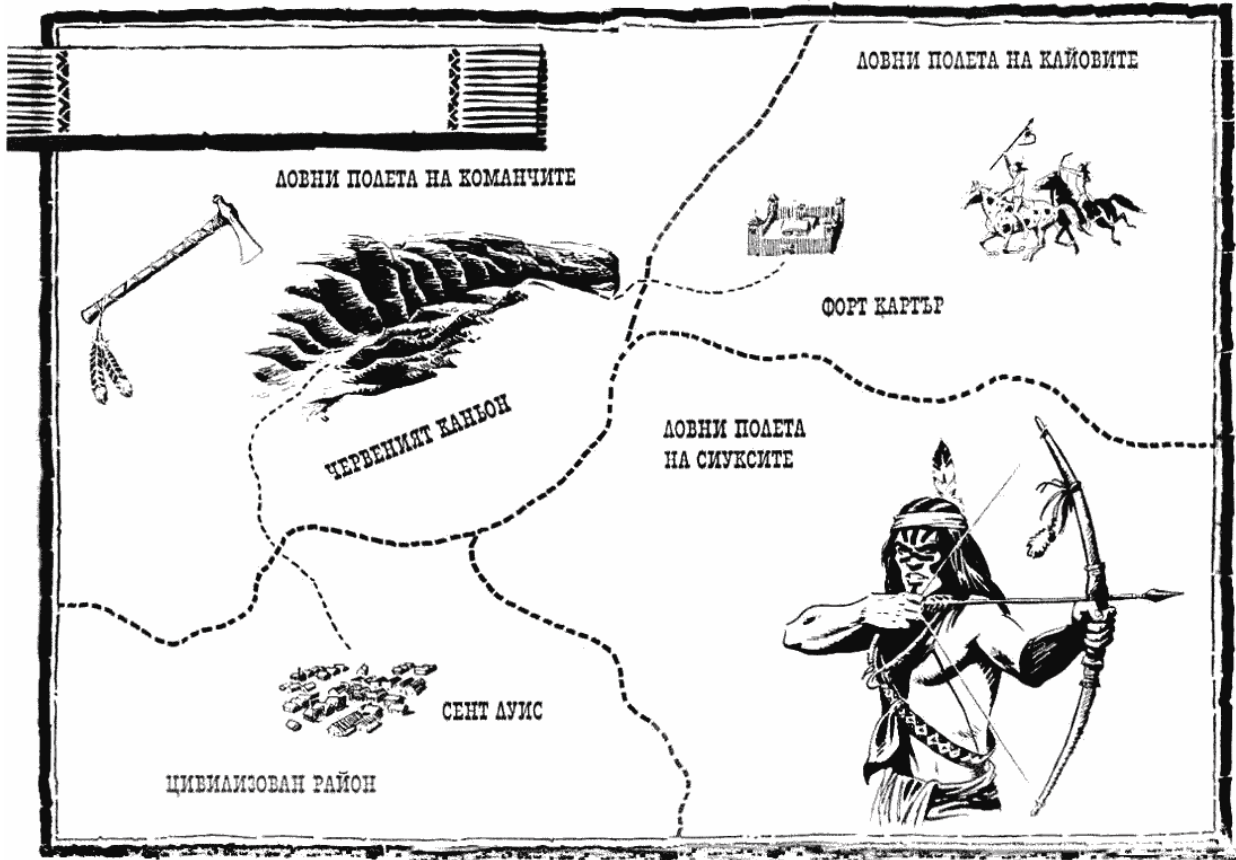 ЛОВНИ ПОЛЕТА НА КАЙОВИТЕ
ЛОВНИ ПОЛЕТА НА КОМАНЧИТЕ
ФОРТ КАРТЪР
ЧЕРВЕНИЯТ КАНЬОН
ЛОВНИ ПОЛЕТА
НА СИУКСИТЕ
СЕНТ ЛУИС
ЦИВИЛИЗОВАН РАЙОН